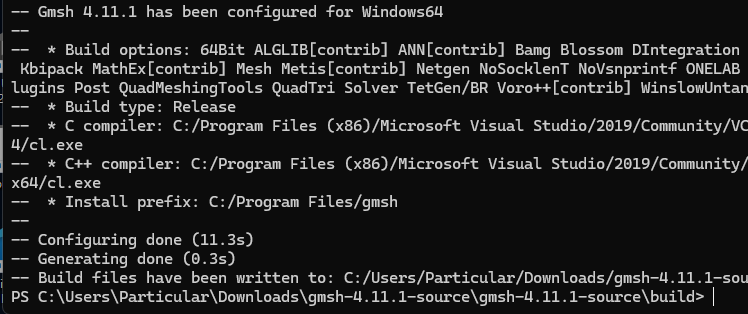 -- Gmsh 4.11.1 has been configured for Windows64
--
--  * Build options: 64Bit ALGLIB[contrib] ANN[contrib] Bamg Blossom DIntegration
 Kbipack MathEx[contrib] Mesh Metis[contrib] Netgen NoSocklenT NoVsnprintf ONELAB
lugins Post QuadMeshingTools QuadTri Solver TetGen/BR Voro++[contrib] WinslowUntan
--  * Build type: Release
--  * C compiler: C:/Program Files (x86)/Microsoft Visual Studio/2019/Community/VC
4/cl.exe
--  * C++ compiler: C:/Program Files (x86)/Microsoft Visual Studio/2019/Community/
x64/cl.exe
--  * Install prefix: C:/Program Files/gmsh
--
-- Configuring done (11.3s)
-- Generating done (0.3s)
-- Build files have been written to: C:/Users/Particular/Downloads/gmsh-4.11.1-sou
PS C:\Users\Particular\Downloads\gmsh-4.11.1-source\gmsh-4.11.1-source\build>